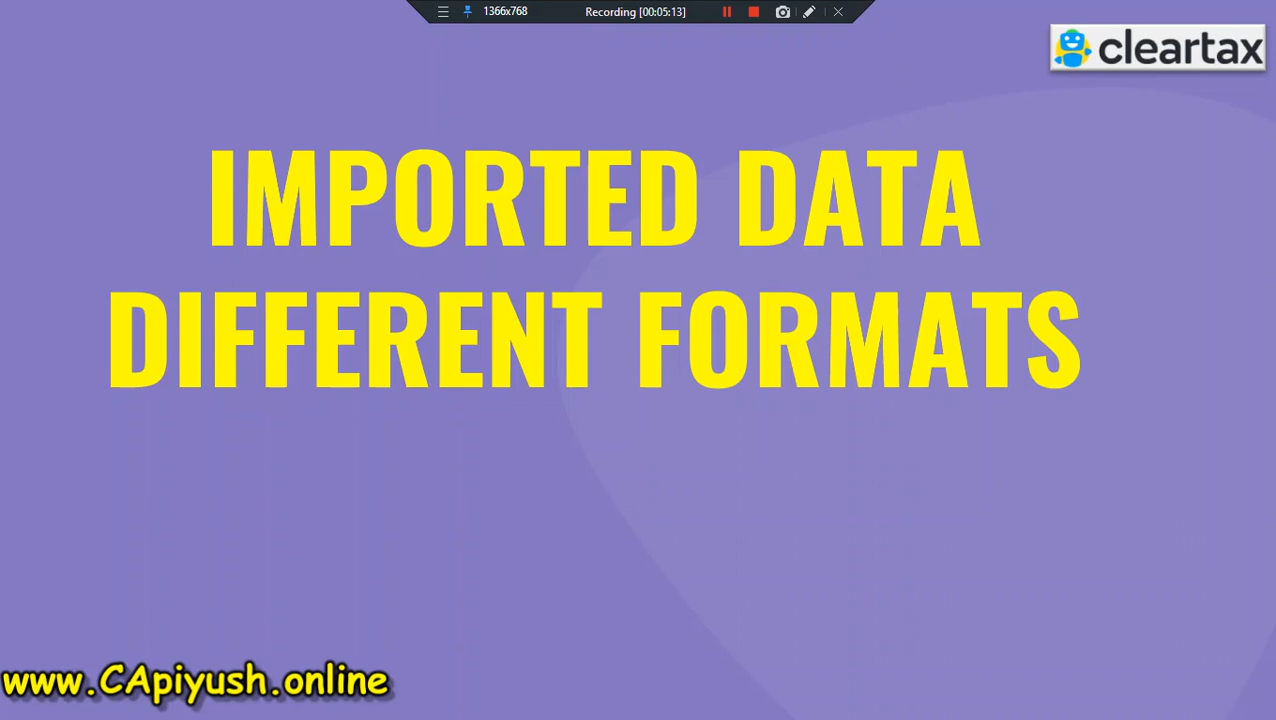 1366x768
Recording [00:05:13]
cleartax
IMPORTED DATA
DIFFERENT FORMATS
www.CApiyush.online